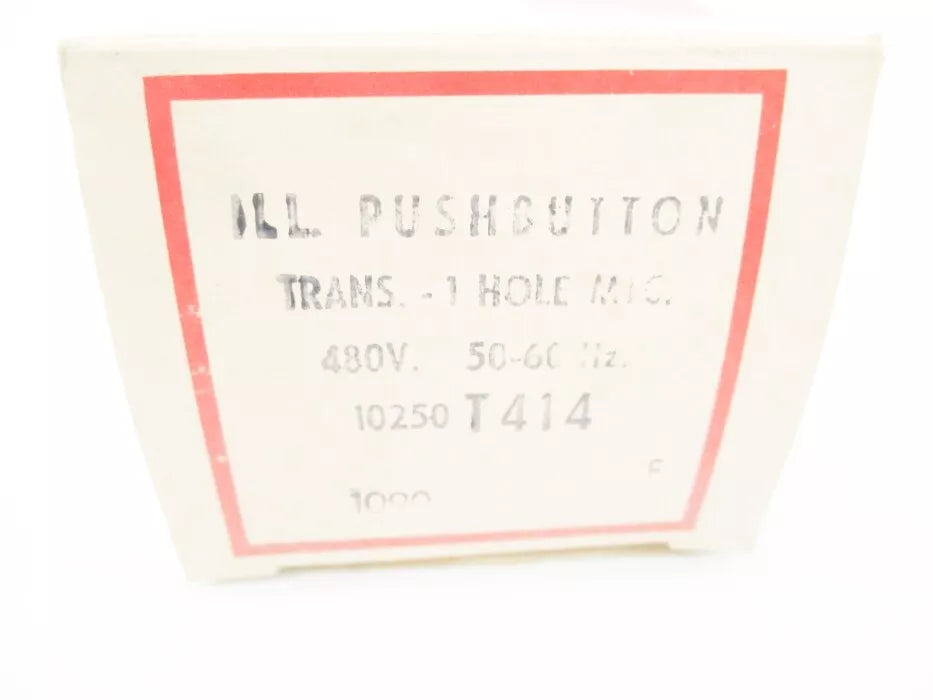 ILL. PUSHBUTTON
TRANS. - 1 HOLE MTG.
480V. 50-60 Hz.
10250 T414